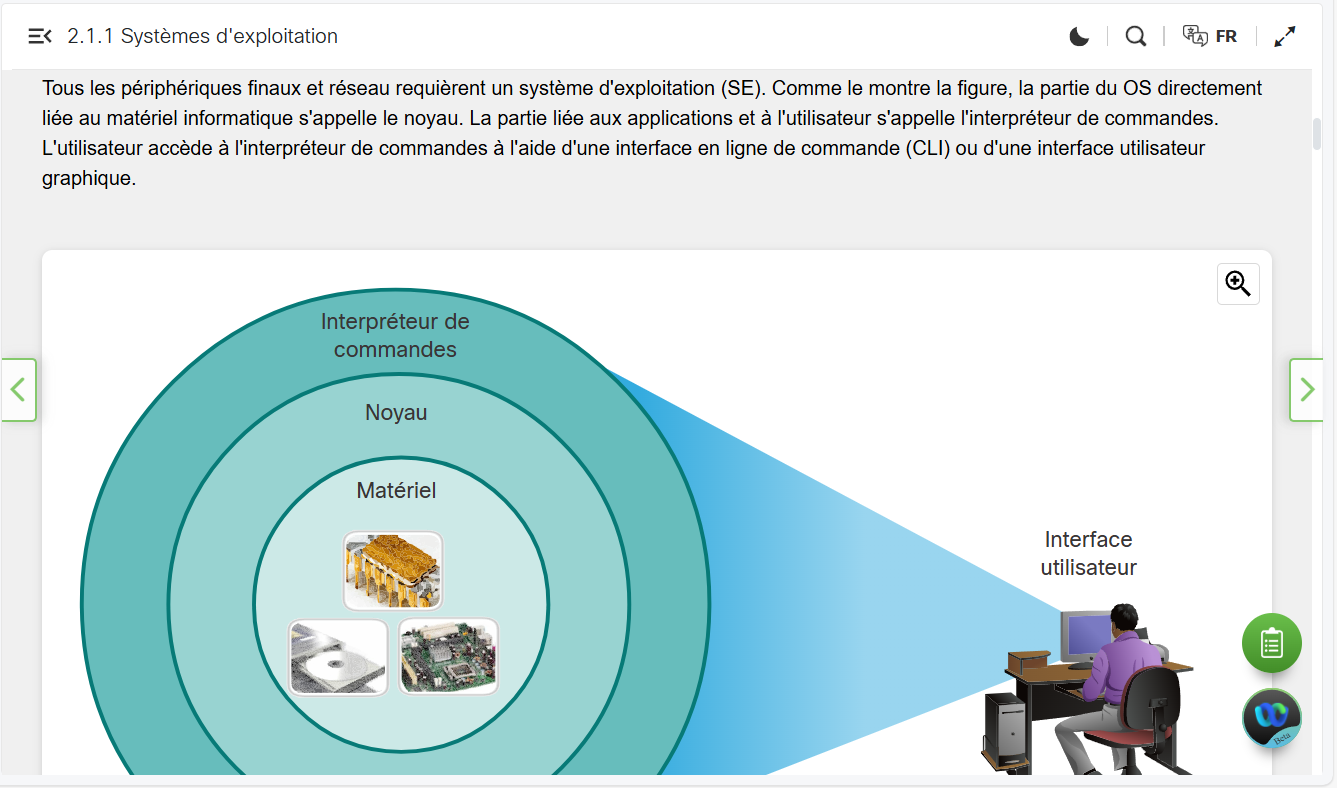 2.1.1 Systèmes d'exploitation
FR
Tous les périphériques finaux et réseau requièrent un système d'exploitation (SE). Comme le montre la figure, la partie du OS directement
liée au matériel informatique s'appelle le noyau. La partie liée aux applications et à l'utilisateur s'appelle l'interpréteur de commandes.
L'utilisateur accède à l'interpréteur de commandes à l'aide d'une interface en ligne de commande (CLI) ou d'une interface utilisateur
graphique.
Interpréteur de
commandes
Noyau
Matériel
Interface
utilisateur
Beta